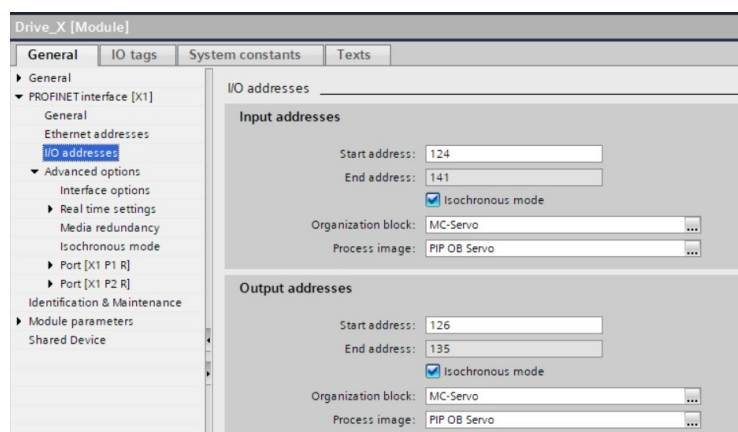 Drive_X [Module]
General IO tags System constants Texts
General
PROFINET interface [X1]
General
Ethernet addresses
I/O addresses
Advanced options
Interface options
Real time settings
Media redundancy
Isochronous mode
Port [X1 P1 R]
Port [X1 P2 R]
Identification & Maintenance
Module parameters
Shared Device
I/O addresses
Input addresses
Start address: 124
End address: 141
Isochronous mode
Organization block: MC-Servo ...
Process image: PIP OB Servo ...
Output addresses
Start address: 126
End address: 135
Isochronous mode
Organization block: MC-Servo ...
Process image: PIP OB Servo ...